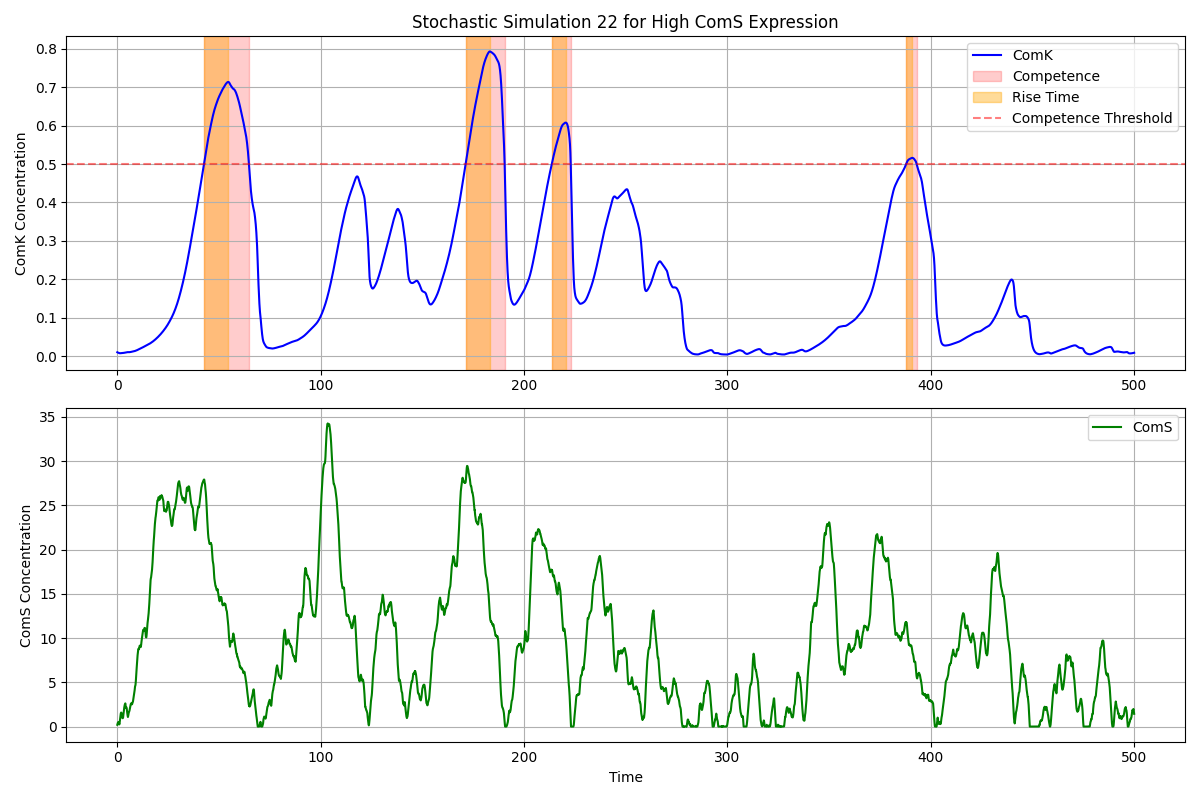 Stochastic Simulation 22 for High ComS Expression
ComK Concentration
0.8
0.7
0.6
0.5
0.4
0.3
0.2
0.1
0.0
ComK
Competence
Rise Time
Competence Threshold
0 100 200 300 400 500
ComS Concentration
35
30
25
20
15
10
5
0
ComS
0 100 200 300 400 500
Time